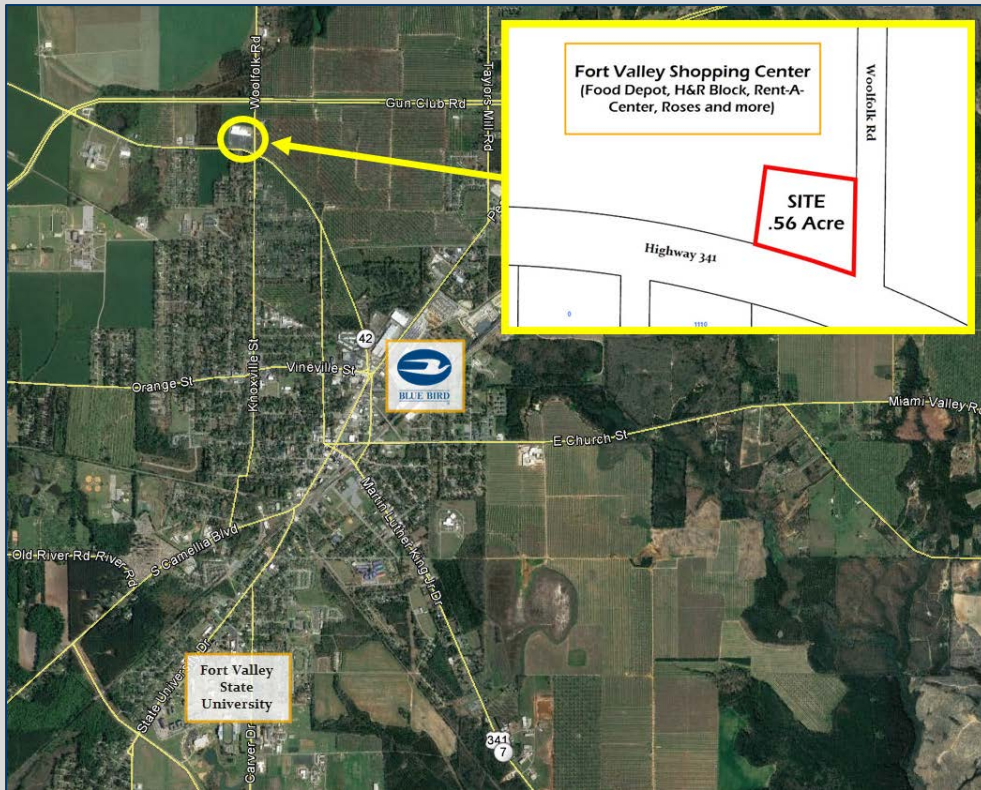 Woolfolk Rd
Taylors Mill Rd
Gun Club Rd
Fort Valley Shopping Center
(Food Depot, H&R Block, Rent-A-
Center, Roses and more)
Woolfolk Rd
SITE
.56 Acre
Highway 341
0
1110
Rd
42
BLUE BIRD
Orange St
Vineville St
Knoxville St
Miami Valley Rd
E Church St
Martin Luther King Jr Dr
S Camellia Blvd
Old River Rd River Rd
State University Dr
Fort Valley
State
University
Carver Dr
341
7